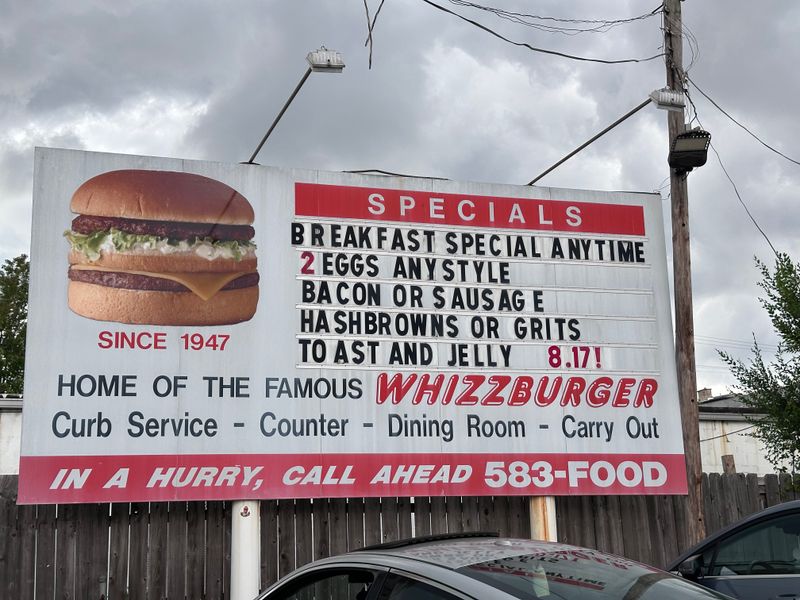 SPECIALS
BREAKFAST SPECIAL ANYTIME
2 EGGS ANYSTYLE
BACON OR SAUSAGE
HASHBROWNS OR GRITS
TOAST AND JELLY 8.17!
SINCE 1947
HOME OF THE FAMOUS WHIZZBURGER
Curb Service - Counter - Dining Room - Carry Out
IN A HURRY, CALL AHEAD 583-FOOD